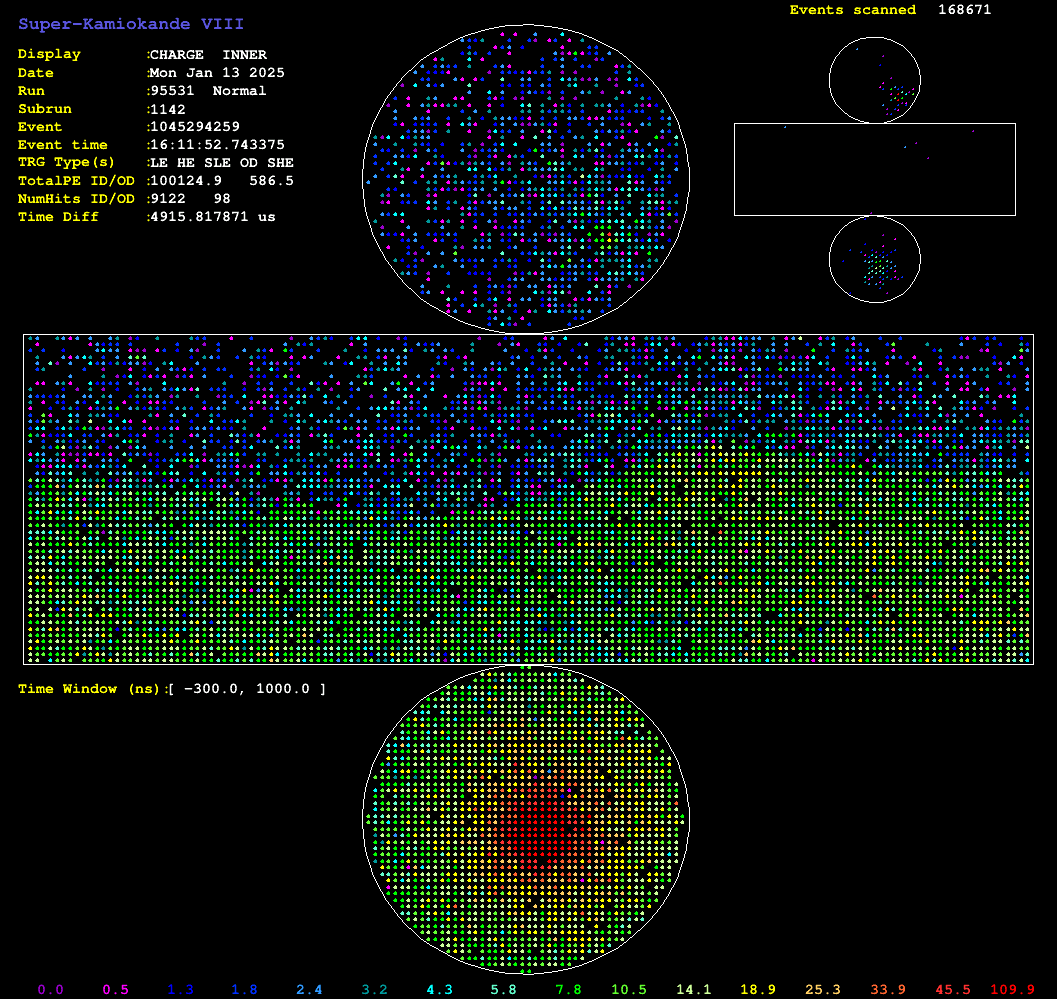 Super-Kamiokande VIII
Events scanned 168671
Display :CHARGE INNER
Date :Mon Jan 13 2025
Run :95531 Normal
Subrun :1142
Event :1045294259
Event time :16:11:52.743375
TRG Type(s) :LE HE SLE OD SHE
TotalPE ID/OD :100124.9 586.5
NumHits ID/OD :9122 98
Time Diff :4915.817871 us
Time Window (ns):[ -300.0, 1000.0 ]
0.0 0.5 1.3 1.8 2.4 3.2 4.3 5.8 7.8 10.5 14.1 18.9 25.3 33.9 45.5 109.9